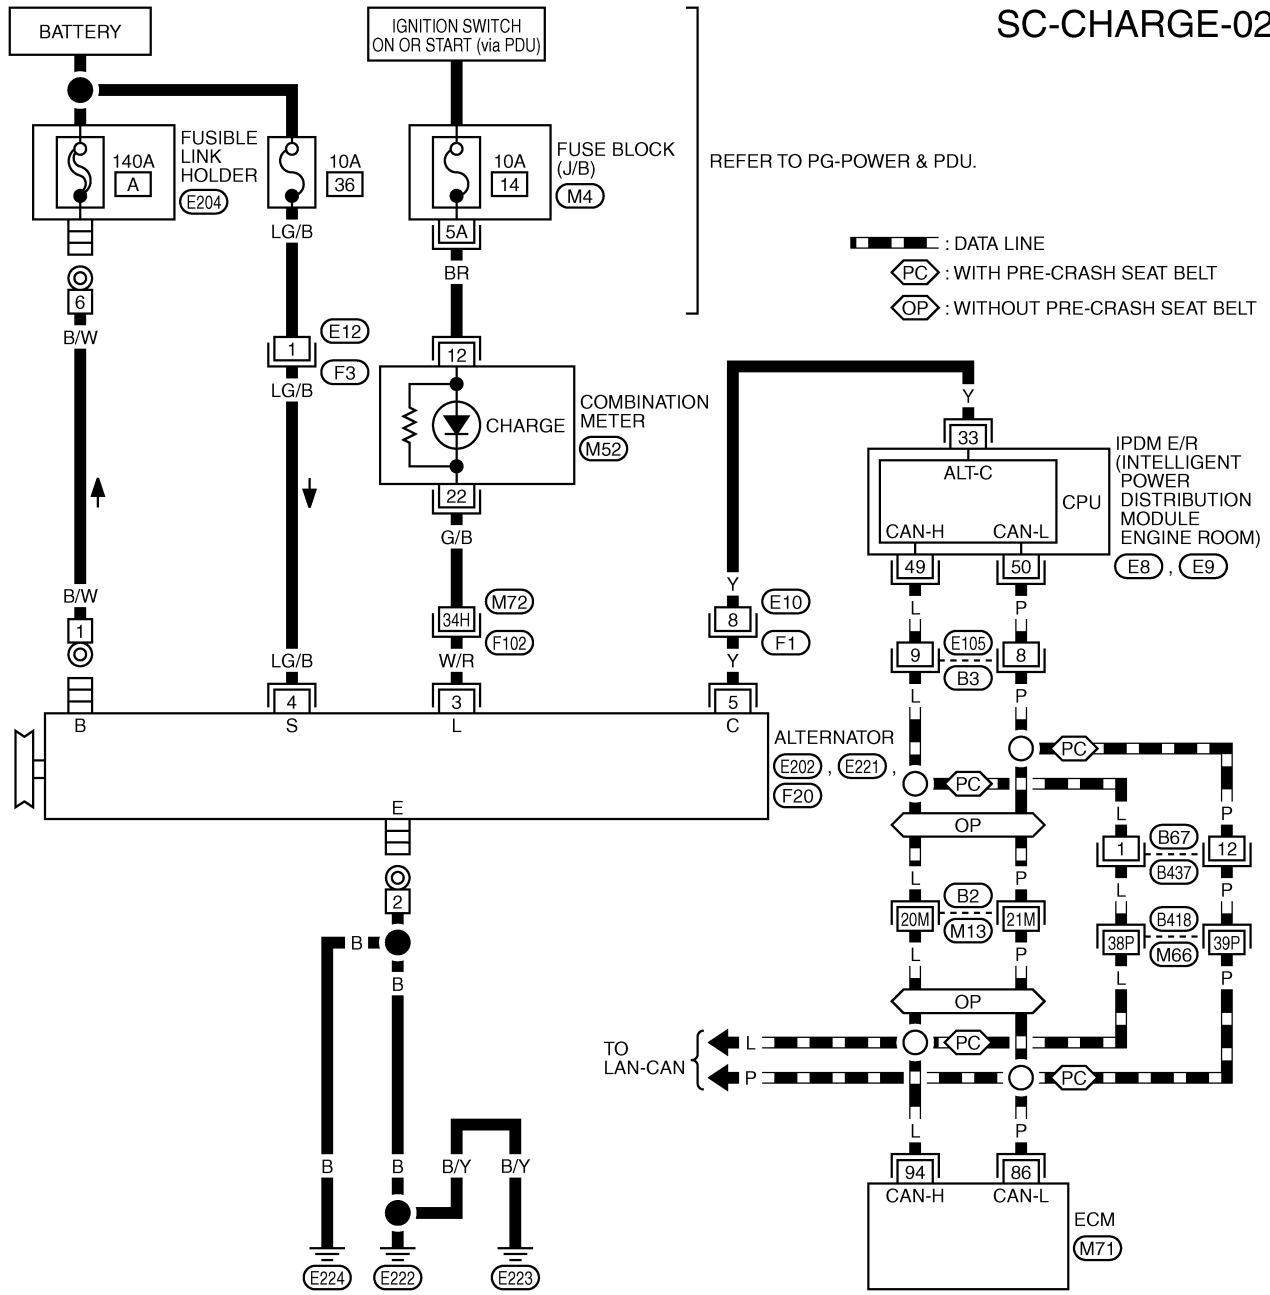 SC-CHARGE-02
BATTERY
IGNITION SWITCH
ON OR START (via PDU)
FUSIBLE
LINK
HOLDER
E204
140A
A
10A
36
10A
14
FUSE BLOCK
(J/B)
M4
REFER TO PG-POWER & PDU.
LG/B
5A
BR
: DATA LINE
PC
: WITH PRE-CRASH SEAT BELT
OP
: WITHOUT PRE-CRASH SEAT BELT
6
B/W
1
E12
F3
LG/B
12
CHARGE
COMBINATION
METER
M52
22
G/B
Y
33
ALT-C
CPU
CAN-H
CAN-L
IPDM E/R
(INTELLIGENT
POWER
DISTRIBUTION
MODULE
ENGINE ROOM)
E8 , E9
49
50
B/W
1
34H
M72
F102
Y
8
E10
F1
L
P
9
E105
B3
8
LG/B
W/R
Y
L
P
4
3
5
B
S
L
C
ALTERNATOR
E202 , E221 ,
F20
E
PC
PC
OP
L
P
1
B67
B437
12
L
P
20M
B2
M13
21M
L
P
38P
B418
M66
39P
L
P
L
P
2
B
B
OP
TO
LAN-CAN
L
PC
P
PC
L
P
B
B
B/Y
B/Y
94
86
CAN-H
CAN-L
ECM
M71
E224
E222
E223